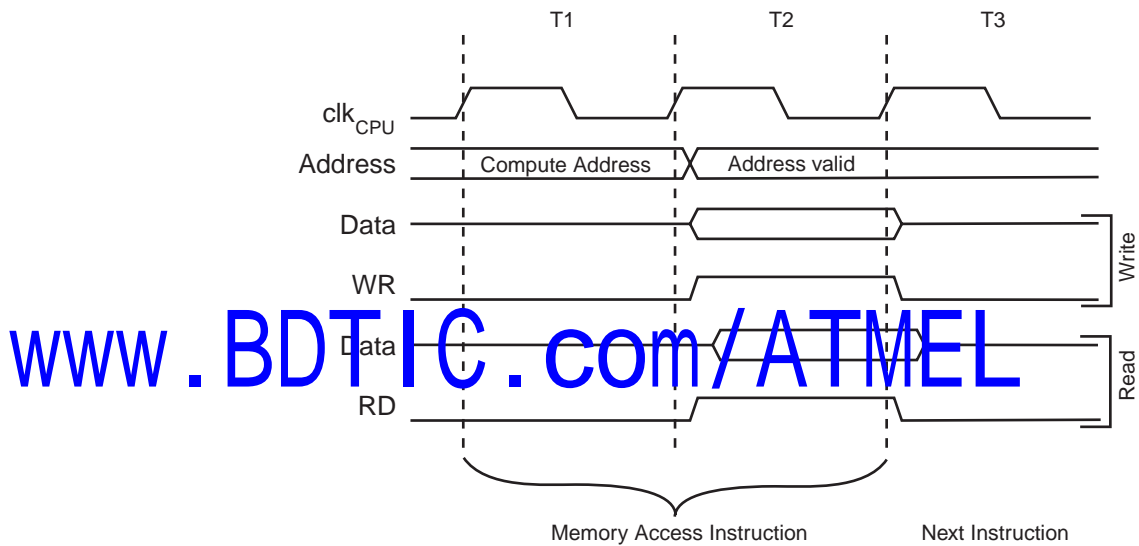 T1 T2 T3
clkCPU
Address Compute Address Address valid
Data
WR
Write
www.BDTIC.com/ATMEL
Data
RD
Read
Memory Access Instruction Next Instruction